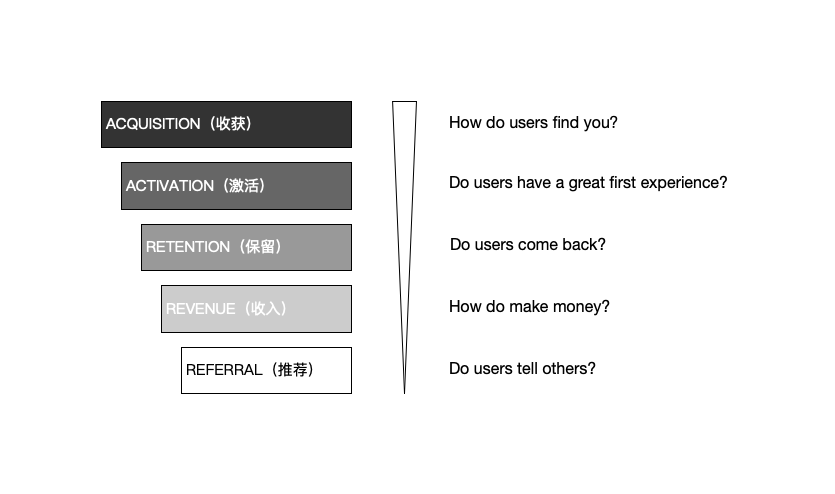 ACQUISITION（收获）
How do users find you?
ACTIVATION（激活）
Do users have a great first experience?
RETENTION（保留）
Do users come back?
REVENUE（收入）
How do make money?
REFERRAL（推荐）
Do users tell others?